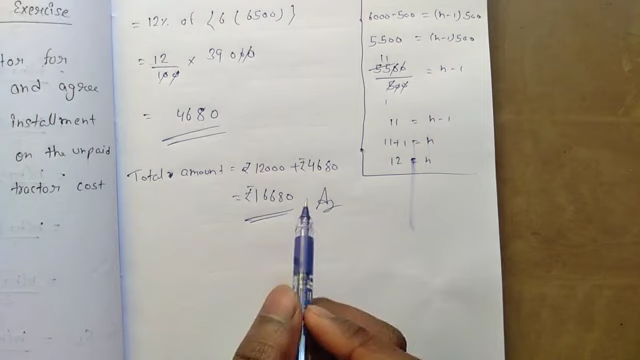 Exercise
tor for
and agree
installment
on the unpaid
tractor cost
= 12% of {6 (6500)}
= 12/100 × 39000
= 4680
Total amount = ₹12000 + ₹4680
= ₹16680 Ans
6000-500 = (n-1)500
5500 = (n-1)500
11
5500/500 = n-1
1
11 = n-1
11+1 = n
12 = n